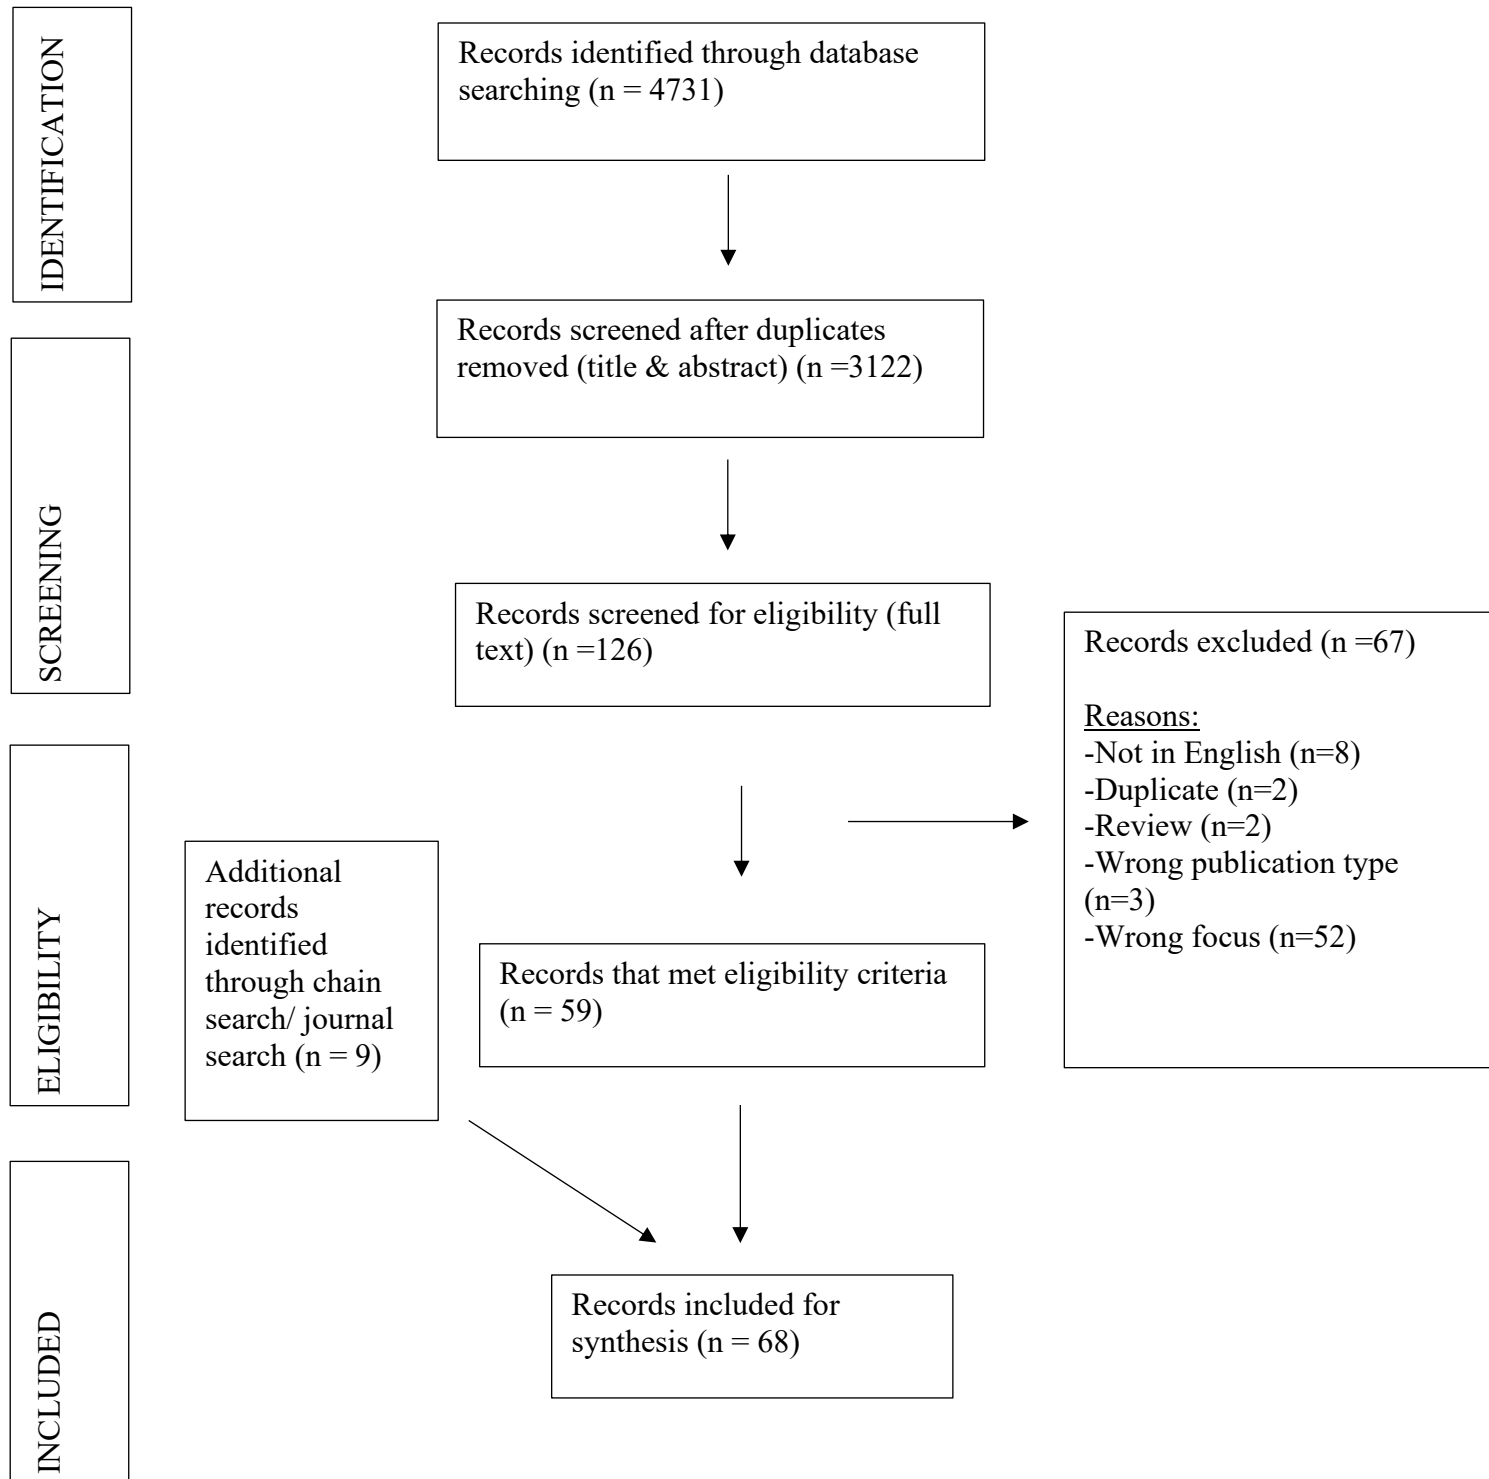 IDENTIFICATION
Records identified through database
searching (n = 4731)
Records screened after duplicates
removed (title & abstract) (n =3122)
SCREENING
Records screened for eligibility (full
text) (n =126)
Records excluded (n =67)
Reasons:
-Not in English (n=8)
-Duplicate (n=2)
-Review (n=2)
-Wrong publication type
(n=3)
-Wrong focus (n=52)
ELIGIBILITY
Additional
records
identified
through chain
search/ journal
search (n = 9)
Records that met eligibility criteria
(n = 59)
INCLUDED
Records included for
synthesis (n = 68)